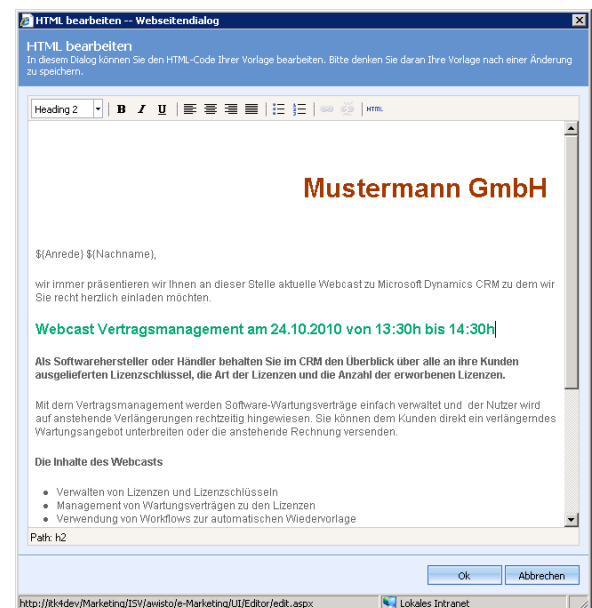 HTML bearbeiten -- Webseitendialog
HTML bearbeiten
In diesem Dialog können Sie den HTML-Code Ihrer Vorlage bearbeiten. Bitte denken Sie daran Ihre Vorlage nach einer Änderung
zu speichern.
Heading 2 B I U HTML
Mustermann GmbH
${Anrede} ${Nachname},
wir immer präsentieren wir Ihnen an dieser Stelle aktuelle Webcast zu Microsoft Dynamics CRM zu dem wir
Sie recht herzlich einladen möchten.
Webcast Vertragsmanagement am 24.10.2010 von 13:30h bis 14:30h
Als Softwarehersteller oder Händler behalten Sie im CRM den Überblick über alle an ihre Kunden
ausgelieferten Lizenzschlüssel, die Art der Lizenzen und die Anzahl der erworbenen Lizenzen.
Mit dem Vertragsmanagement werden Software-Wartungsverträge einfach verwaltet und der Nutzer wird
auf anstehende Verlängerungen rechtzeitig hingewiesen. Sie können dem Kunden direkt ein verlängerndes
Wartungsangebot unterbreiten oder die anstehende Rechnung versenden.
Die Inhalte des Webcasts
• Verwalten von Lizenzen und Lizenzschlüsseln
• Management von Wartungsverträgen zu den Lizenzen
• Verwendung von Workflows zur automatischen Wiedervorlage
Path: h2
Ok Abbrechen
http://itk4dev/Marketing/ISV/awisto/e-Marketing/UI/Editor/edit.aspx Lokales Intranet